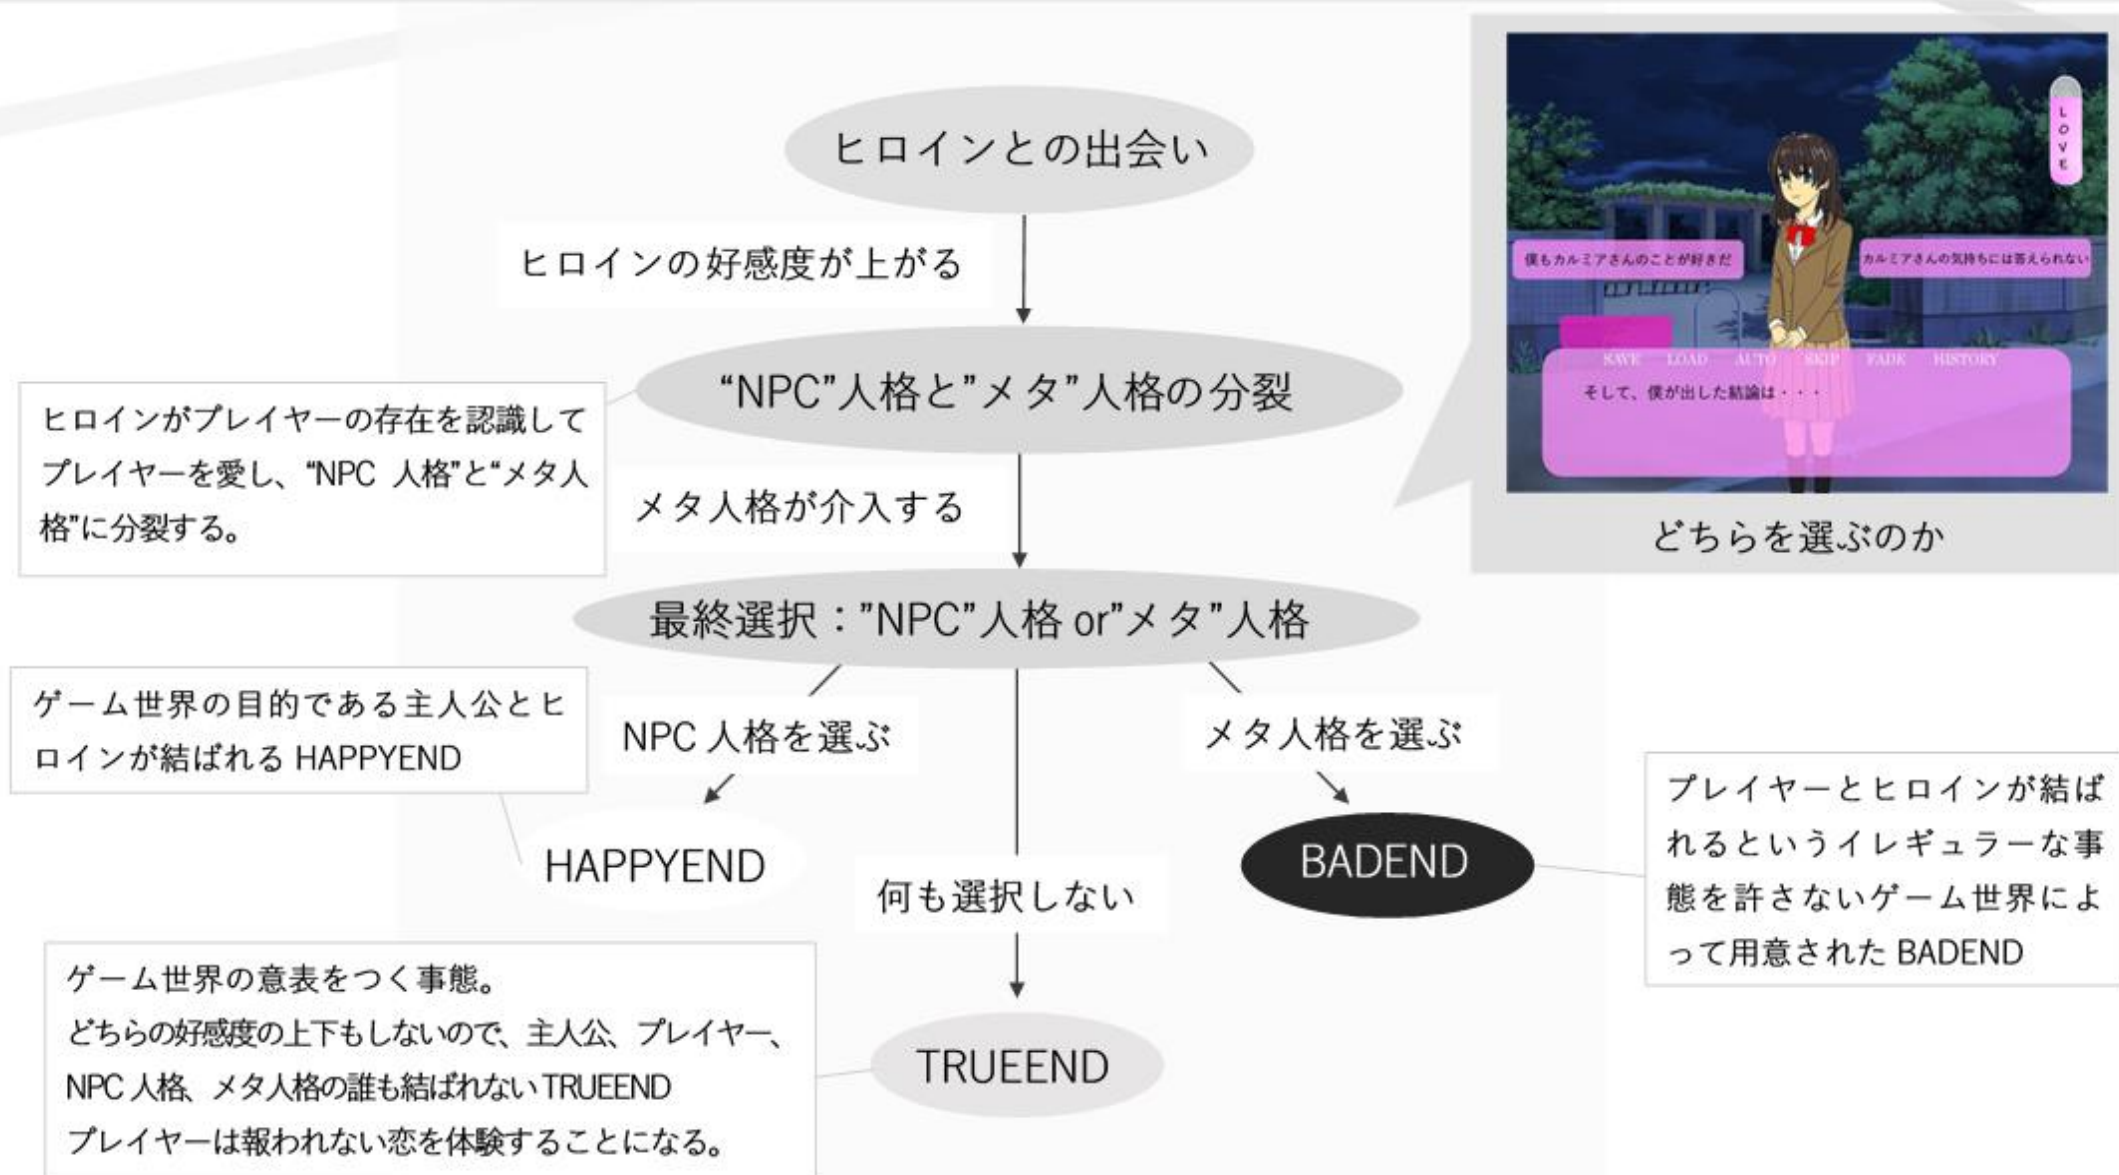 ヒロインとの出会い
ヒロインの好感度が上がる
“NPC”人格と”メタ”人格の分裂
ヒロインがプレイヤーの存在を認識して
プレイヤーを愛し、“NPC 人格”と“メタ人
格”に分裂する。
メタ人格が介入する
最終選択：”NPC”人格 or”メタ”人格
NPC 人格を選ぶ
メタ人格を選ぶ
何も選択しない
ゲーム世界の目的である主人公とヒ
ロインが結ばれる HAPPYEND
HAPPYEND
BADEND
プレイヤーとヒロインが結ば
れるというイレギュラーな事
態を許さないゲーム世界によ
って用意された BADEND
TRUEEND
ゲーム世界の意表をつく事態。
どちらの好感度の上下もしないので、主人公、プレイヤー、
NPC 人格、メタ人格の誰も結ばれない TRUEEND
プレイヤーは報われない恋を体験することになる。
LOVE
僕もカルミアさんのことが好きだ
カルミアさんの気持ちには答えられない
SAVE LOAD AUTO SKIP FADE HISTORY
そして、僕が出した結論は・・・
どちらを選ぶのか